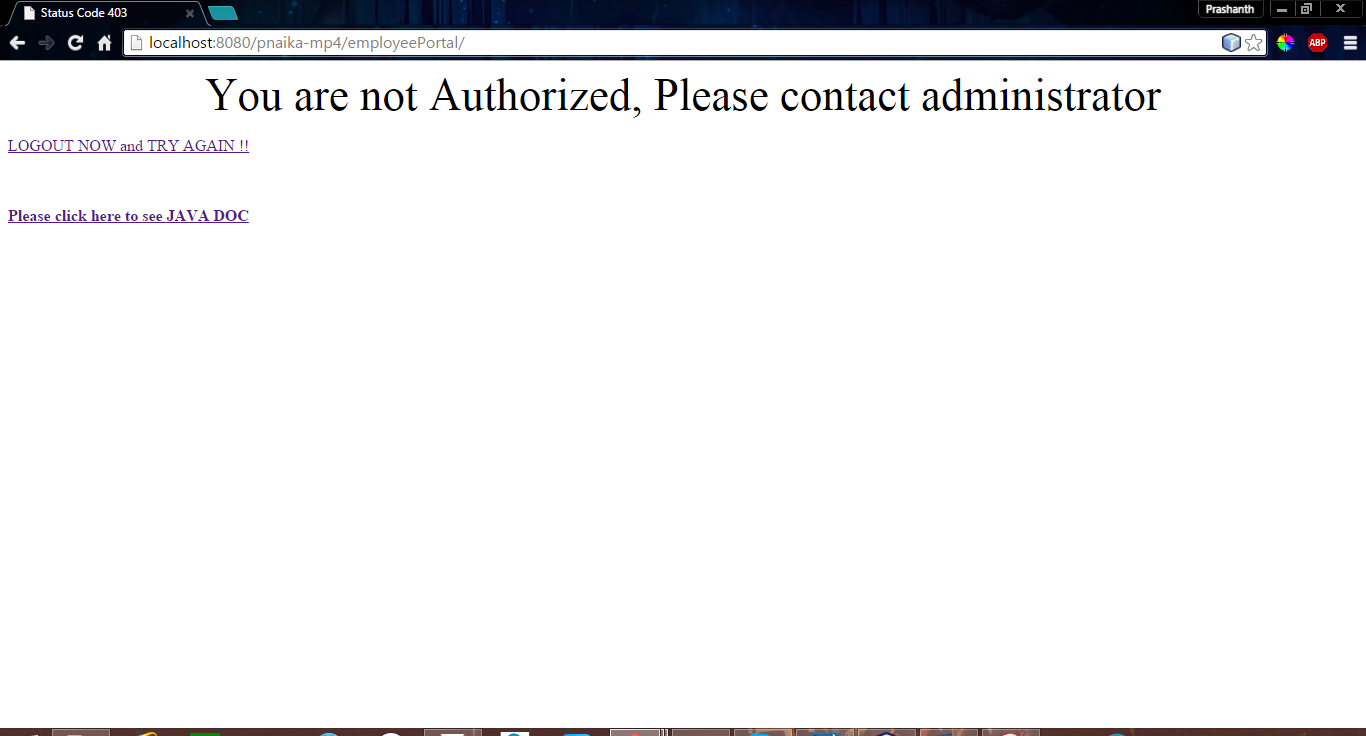 Status Code 403
Prashanth
localhost:8080/pnaika-mp4/employeePortal/
ABP
You are not Authorized, Please contact administrator
LOGOUT NOW and TRY AGAIN !!
Please click here to see JAVA DOC